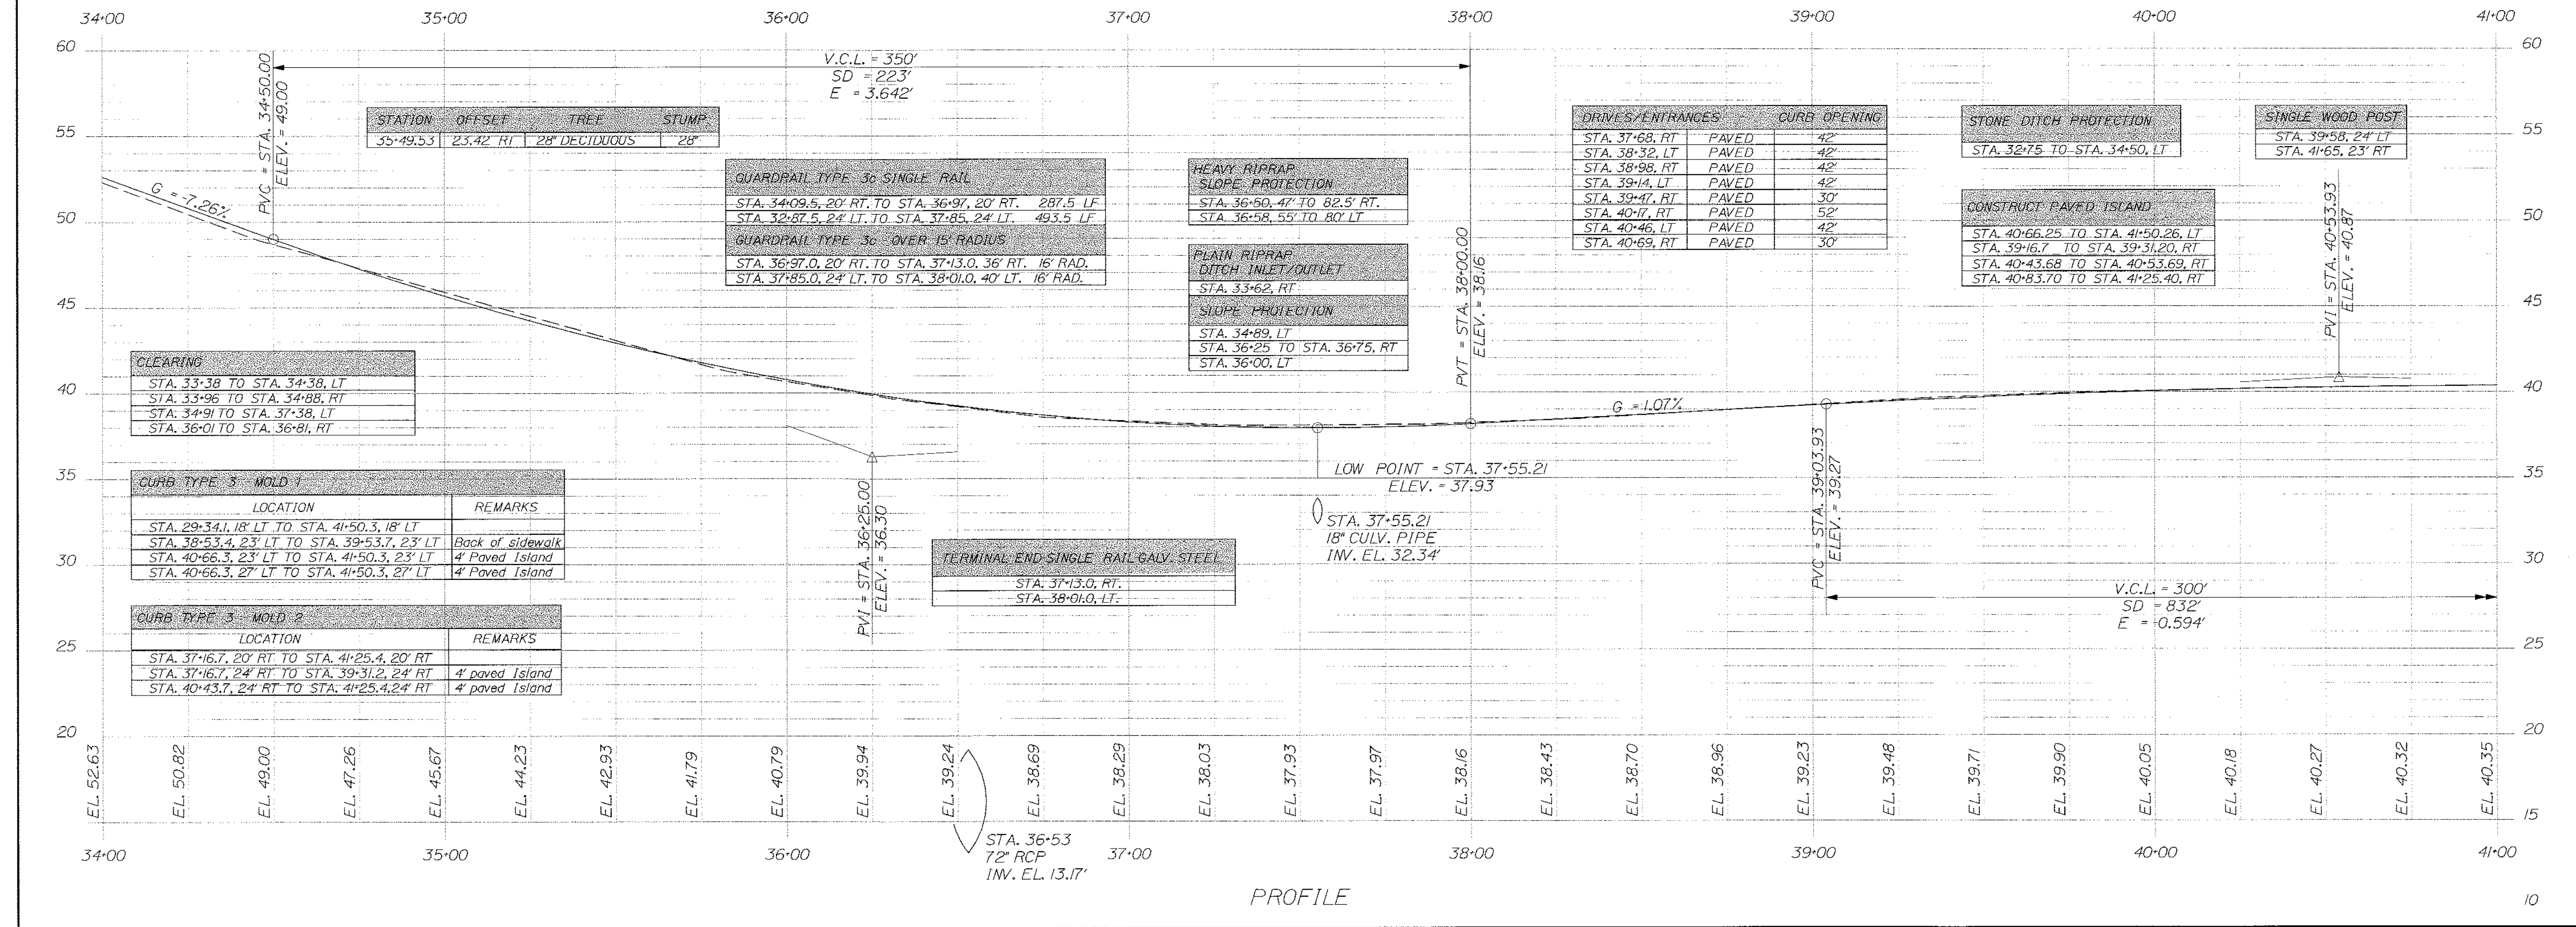 34+00 35+00 36+00 37+00 38+00 39+00 40+00 41+00
60 60
55 55
50 50
45 45
40 40
35 35
30 30
25 25
20 20
15
10
PVC = STA. 34+50.00
ELEV. = 49.00
V.C.L. = 350'
SD = 223'
E = 3.642'
G = -7.26%
STATION OFFSET TREE STUMP
35+49.53 23.42' RT 28" DECIDUOUS 28"
GUARDRAIL TYPE 3c SINGLE RAIL
STA. 34+09.5, 20' RT. TO STA. 36+97, 20' RT. 287.5 LF
STA. 32+87.5, 24' LT. TO STA. 37+85, 24' LT. 493.5 LF
GUARDRAIL TYPE 3c OVER 15' RADIUS
STA. 36+97.0, 20' RT. TO STA. 37+13.0, 36' RT. 16' RAD.
STA. 37+85.0, 24' LT. TO STA. 38+01.0, 40' LT. 16' RAD.
HEAVY RIPRAP
SLOPE PROTECTION
STA. 36+50, 47' TO 82.5' RT.
STA. 36+58, 55' TO 80' LT
PLAIN RIPRAP
DITCH INLET/OUTLET
STA. 33+62, RT
SLOPE PROTECTION
STA. 34+89, LT
STA. 36+25 TO STA. 36+75, RT
STA. 36+00, LT
PVT = STA. 38+00.00
ELEV. = 38.16
DRIVES/ENTRANCES CURB OPENING
STA. 37+68, RT PAVED 42'
STA. 38+32, LT PAVED 42'
STA. 38+98, RT PAVED 42'
STA. 39+14, LT PAVED 42'
STA. 39+47, RT PAVED 30'
STA. 40+17, RT PAVED 52'
STA. 40+46, LT PAVED 42'
STA. 40+69, RT PAVED 30'
STONE DITCH PROTECTION
STA. 32+75 TO STA. 34+50, LT
SINGLE WOOD POST
STA. 39+58, 24' LT
STA. 41+65, 23' RT
CONSTRUCT PAVED ISLAND
STA. 40+66.25 TO STA. 41+50.26, LT
STA. 39+16.7 TO STA. 39+31.20, RT
STA. 40+43.68 TO STA. 40+53.69, RT
STA. 40+83.70 TO STA. 41+25.40, RT
PVI = STA. 40+53.93
ELEV. = 40.87
CLEARING
STA. 33+38 TO STA. 34+38, LT
STA. 33+96 TO STA. 34+88, RT
STA. 34+91 TO STA. 37+38, LT
STA. 36+01 TO STA. 36+81, RT
CURB TYPE 3 MOLD 1
LOCATION REMARKS
STA. 29+34.1, 18' LT TO STA. 41+50.3, 18' LT
STA. 38+53.4, 23' LT TO STA. 39+53.7, 23' LT Back of sidewalk
STA. 40+66.3, 23' LT TO STA. 41+50.3, 23' LT 4' Paved Island
STA. 40+66.3, 27' LT TO STA. 41+50.3, 27' LT 4' Paved Island
CURB TYPE 3 MOLD 2
LOCATION REMARKS
STA. 37+16.7, 20' RT TO STA. 41+25.4, 20' RT
STA. 37+16.7, 24' RT TO STA. 39+31.2, 24' RT 4' paved Island
STA. 40+43.7, 24' RT TO STA. 41+25.4,24' RT 4' paved Island
PVI = STA. 36+25.00
ELEV. = 36.30
TERMINAL END-SINGLE RAIL-GALV. STEEL
STA. 37+13.0, RT.
STA. 38+01.0, LT.
LOW POINT = STA. 37+55.21
ELEV. = 37.93
STA. 37+55.21
18" CULV. PIPE
INV. EL. 32.34'
G = 1.07%
PVC = STA. 39+03.93
ELEV. = 39.27
V.C.L. = 300'
SD = 832'
E = -0.594'
EL. 52.63
EL. 50.82
EL. 49.00
EL. 47.26
EL. 45.67
EL. 44.23
EL. 42.93
EL. 41.79
EL. 40.79
EL. 39.94
EL. 39.24
EL. 38.69
EL. 38.29
EL. 38.03
EL. 37.93
EL. 37.97
EL. 38.16
EL. 38.43
EL. 38.70
EL. 38.96
EL. 39.23
EL. 39.48
EL. 39.71
EL. 39.90
EL. 40.05
EL. 40.18
EL. 40.27
EL. 40.32
EL. 40.35
STA. 36+53
72" RCP
INV. EL. 13.17'
34+00 35+00 36+00 37+00 38+00 39+00 40+00 41+00
PROFILE